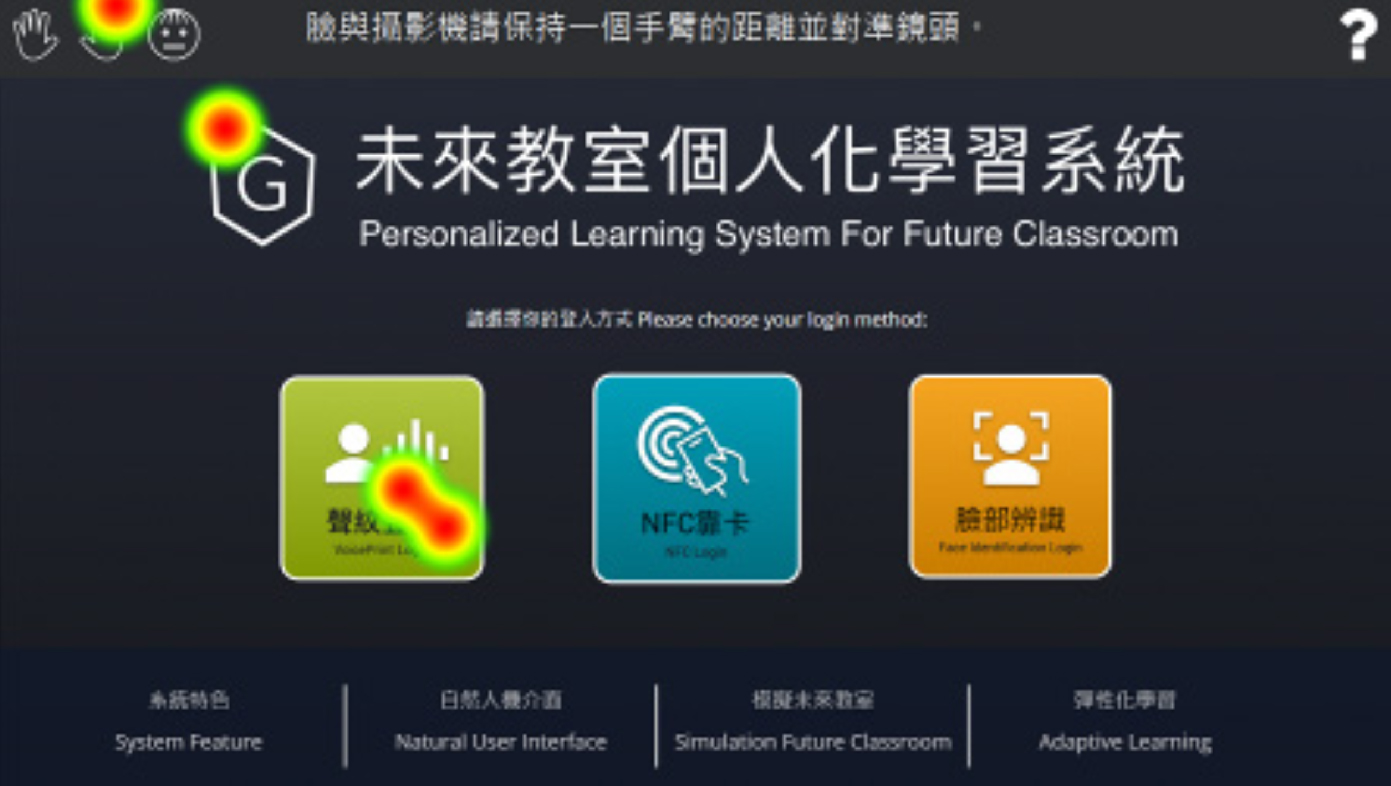 臉與攝影機請保持一個手臂的距離並對準鏡頭。
?
G
未來教室個人化學習系統
Personalized Learning System For Future Classroom
請選擇你的登入方式 Please choose your login method:
聲紋
VoicePrint
NFC靠卡
NFC Login
臉部辨識
Face Identification Login
系統特色
System Feature
自然人機介面
Natural User Interface
模擬未來教室
Simulation Future Classroom
彈性化學習
Adaptive Learning